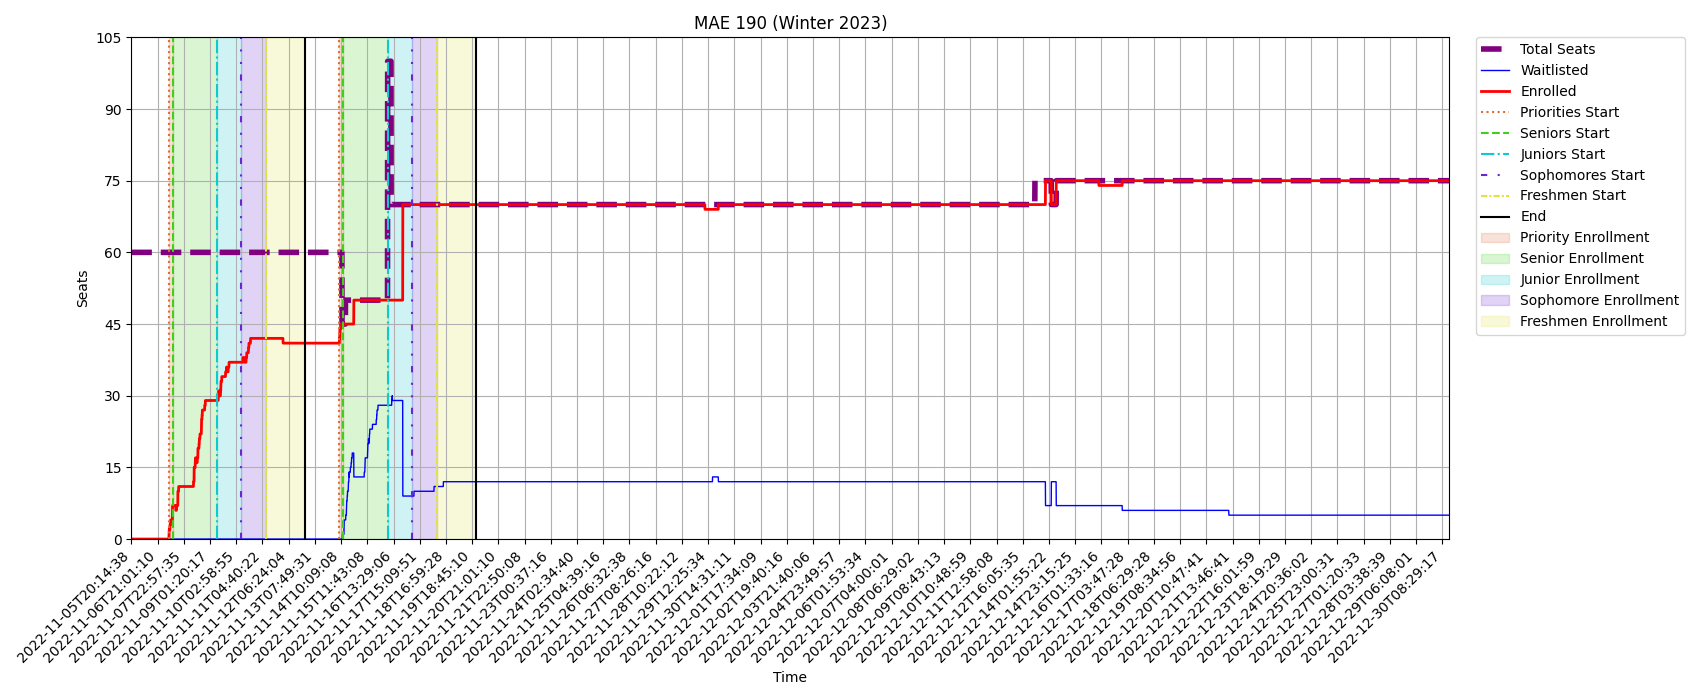 MAE 190 (Winter 2023)
105
90
75
60
45
30
15
0
Seats
2022-11-05T20:14:38
2022-11-06T21:01:10
2022-11-07T22:57:35
2022-11-09T01:20:17
2022-11-10T02:58:55
2022-11-11T04:40:22
2022-11-12T06:24:04
2022-11-13T07:49:31
2022-11-14T10:09:08
2022-11-15T11:43:08
2022-11-16T13:29:06
2022-11-17T15:09:51
2022-11-18T16:59:28
2022-11-19T18:45:10
2022-11-20T21:01:10
2022-11-21T22:50:08
2022-11-23T00:37:16
2022-11-24T02:34:40
2022-11-25T04:39:16
2022-11-26T06:32:38
2022-11-27T08:26:16
2022-11-28T10:22:12
2022-11-29T12:25:34
2022-11-30T14:31:11
2022-12-01T17:34:09
2022-12-02T19:40:16
2022-12-03T21:40:06
2022-12-04T23:49:57
2022-12-06T01:53:34
2022-12-07T04:00:01
2022-12-08T06:29:02
2022-12-09T08:43:13
2022-12-10T10:48:59
2022-12-11T12:58:08
2022-12-12T16:05:35
2022-12-14T01:55:22
2022-12-14T23:15:25
2022-12-16T01:33:16
2022-12-17T03:47:28
2022-12-18T06:29:28
2022-12-19T08:34:56
2022-12-20T10:47:41
2022-12-21T13:46:41
2022-12-22T16:01:59
2022-12-23T18:19:29
2022-12-24T20:36:02
2022-12-25T23:00:31
2022-12-27T01:20:33
2022-12-28T03:38:39
2022-12-29T06:08:01
2022-12-30T08:29:17
Time
Total Seats
Waitlisted
Enrolled
Priorities Start
Seniors Start
Juniors Start
Sophomores Start
Freshmen Start
End
Priority Enrollment
Senior Enrollment
Junior Enrollment
Sophomore Enrollment
Freshmen Enrollment